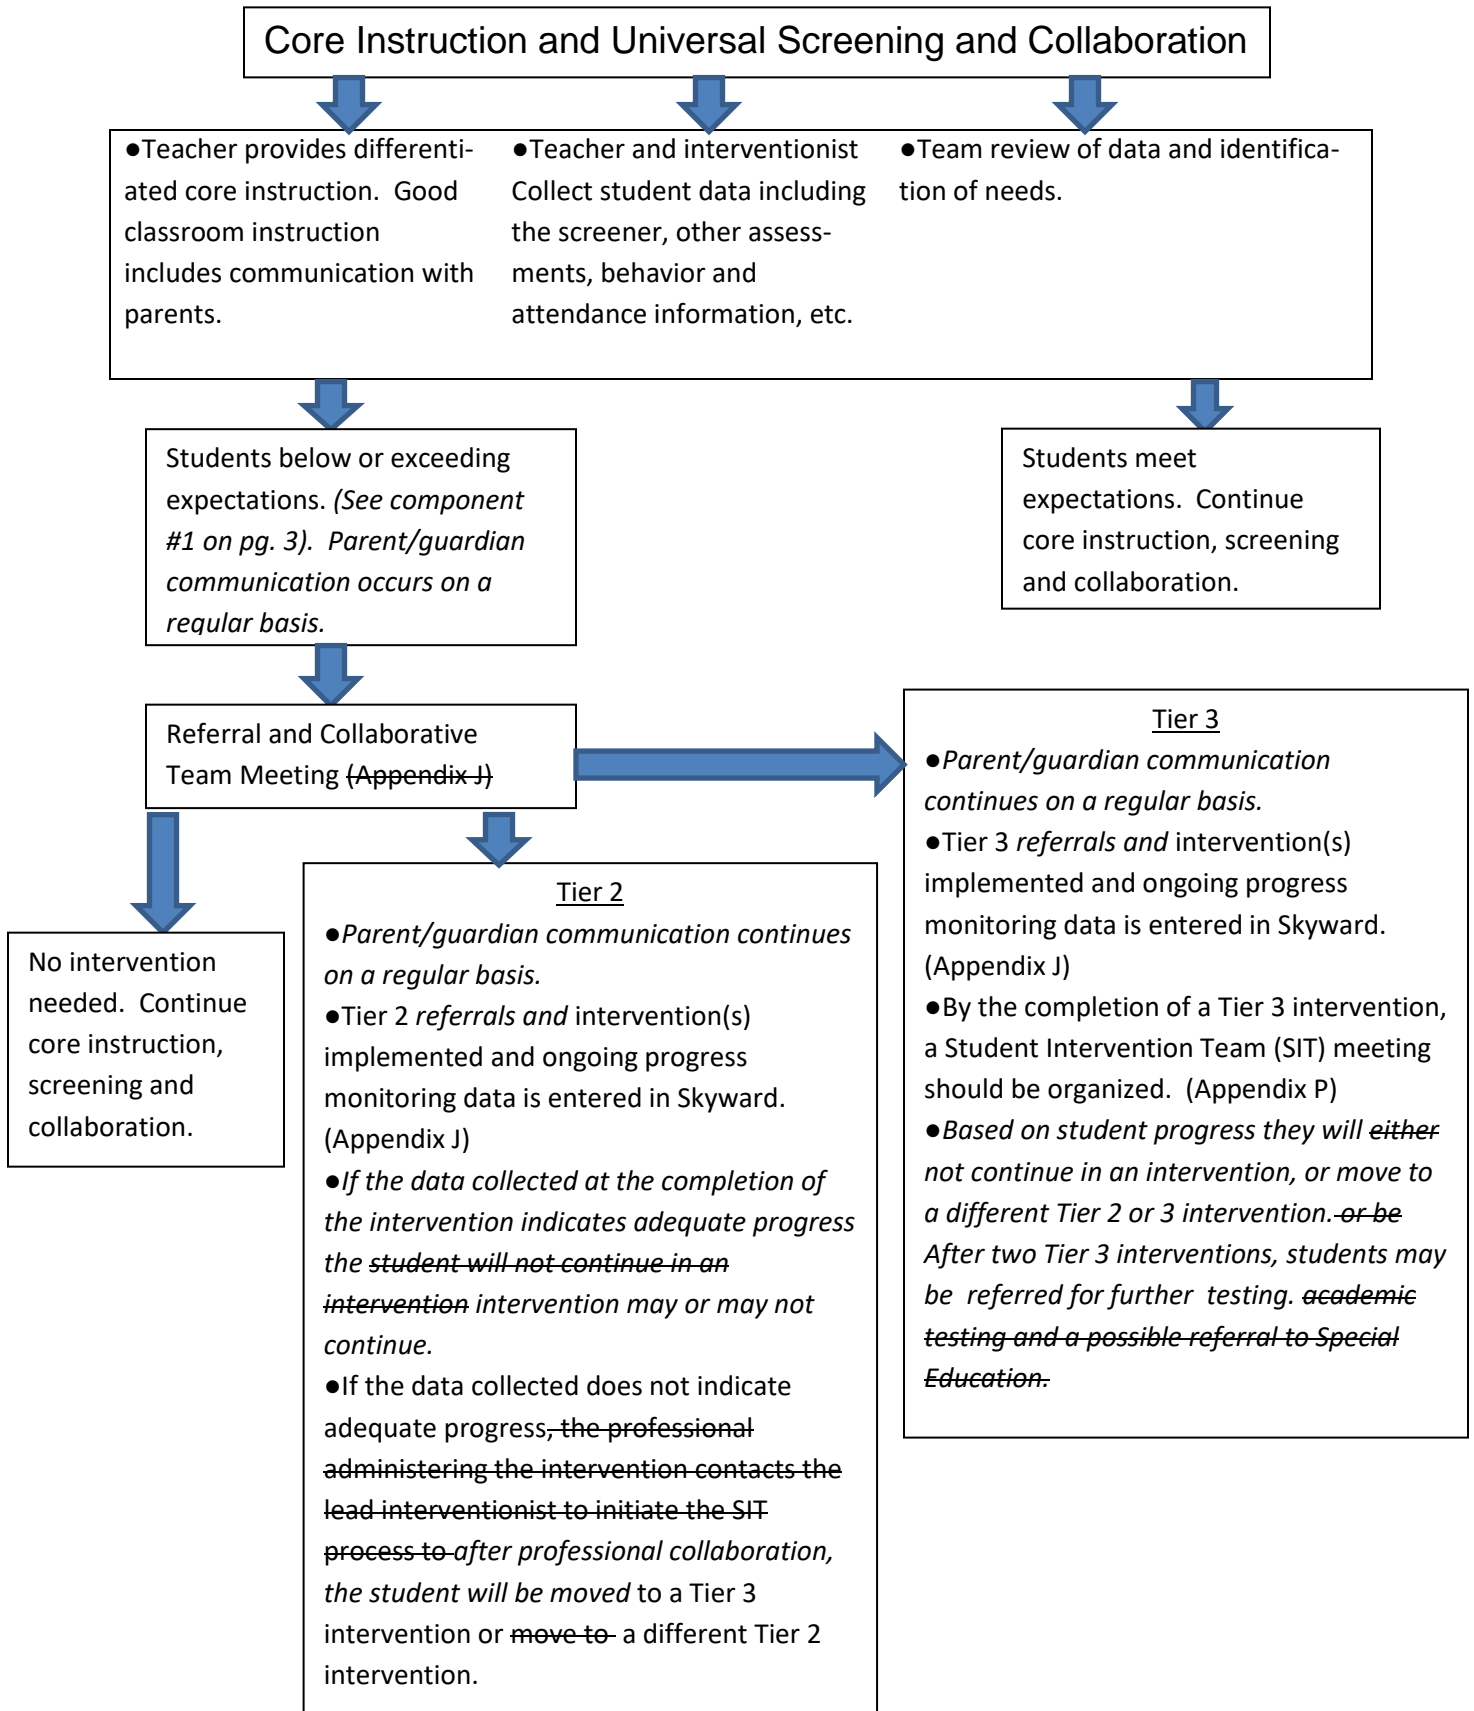 Core Instruction and Universal Screening and Collaboration
●Teacher provides differenti-
ated core instruction.  Good
classroom instruction
includes communication with
parents.
●Teacher and interventionist
Collect student data including
the screener, other assess-
ments, behavior and
attendance information, etc.
●Team review of data and identifica-
tion of needs.
Students below or exceeding
expectations. (See component
#1 on pg. 3).  Parent/guardian
communication occurs on a
regular basis.
Students meet
expectations.  Continue
core instruction, screening
and collaboration.
Referral and Collaborative
Team Meeting (Appendix J)
No intervention
needed.  Continue
core instruction,
screening and
collaboration.
Tier 2
●Parent/guardian communication continues
on a regular basis.
●Tier 2 referrals and intervention(s)
implemented and ongoing progress
monitoring data is entered in Skyward.
(Appendix J)
●If the data collected at the completion of
the intervention indicates adequate progress
the student will not continue in an
intervention intervention may or may not
continue.
●If the data collected does not indicate
adequate progress, the professional
administering the intervention contacts the
lead interventionist to initiate the SIT
process to after professional collaboration,
the student will be moved to a Tier 3
intervention or move to  a different Tier 2
intervention.
Tier 3
●Parent/guardian communication
continues on a regular basis.
●Tier 3 referrals and intervention(s)
implemented and ongoing progress
monitoring data is entered in Skyward.
(Appendix J)
●By the completion of a Tier 3 intervention,
a Student Intervention Team (SIT) meeting
should be organized.  (Appendix P)
●Based on student progress they will either
not continue in an intervention, or move to
a different Tier 2 or 3 intervention. or be
After two Tier 3 interventions, students may
be  referred for further  testing. academic
testing and a possible referral to Special
Education.